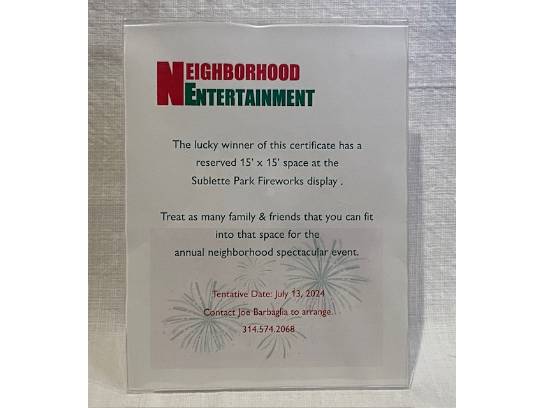 NEIGHBORHOOD
ENTERTAINMENT
The lucky winner of this certificate has a
reserved 15' x 15' space at the
Sublette Park Fireworks display .
Treat as many family & friends that you can fit
into that space for the
annual neighborhood spectacular event.
Tentative Date: July 13, 2024
Contact Joe Barbaglia to arrange.
314.574.2068